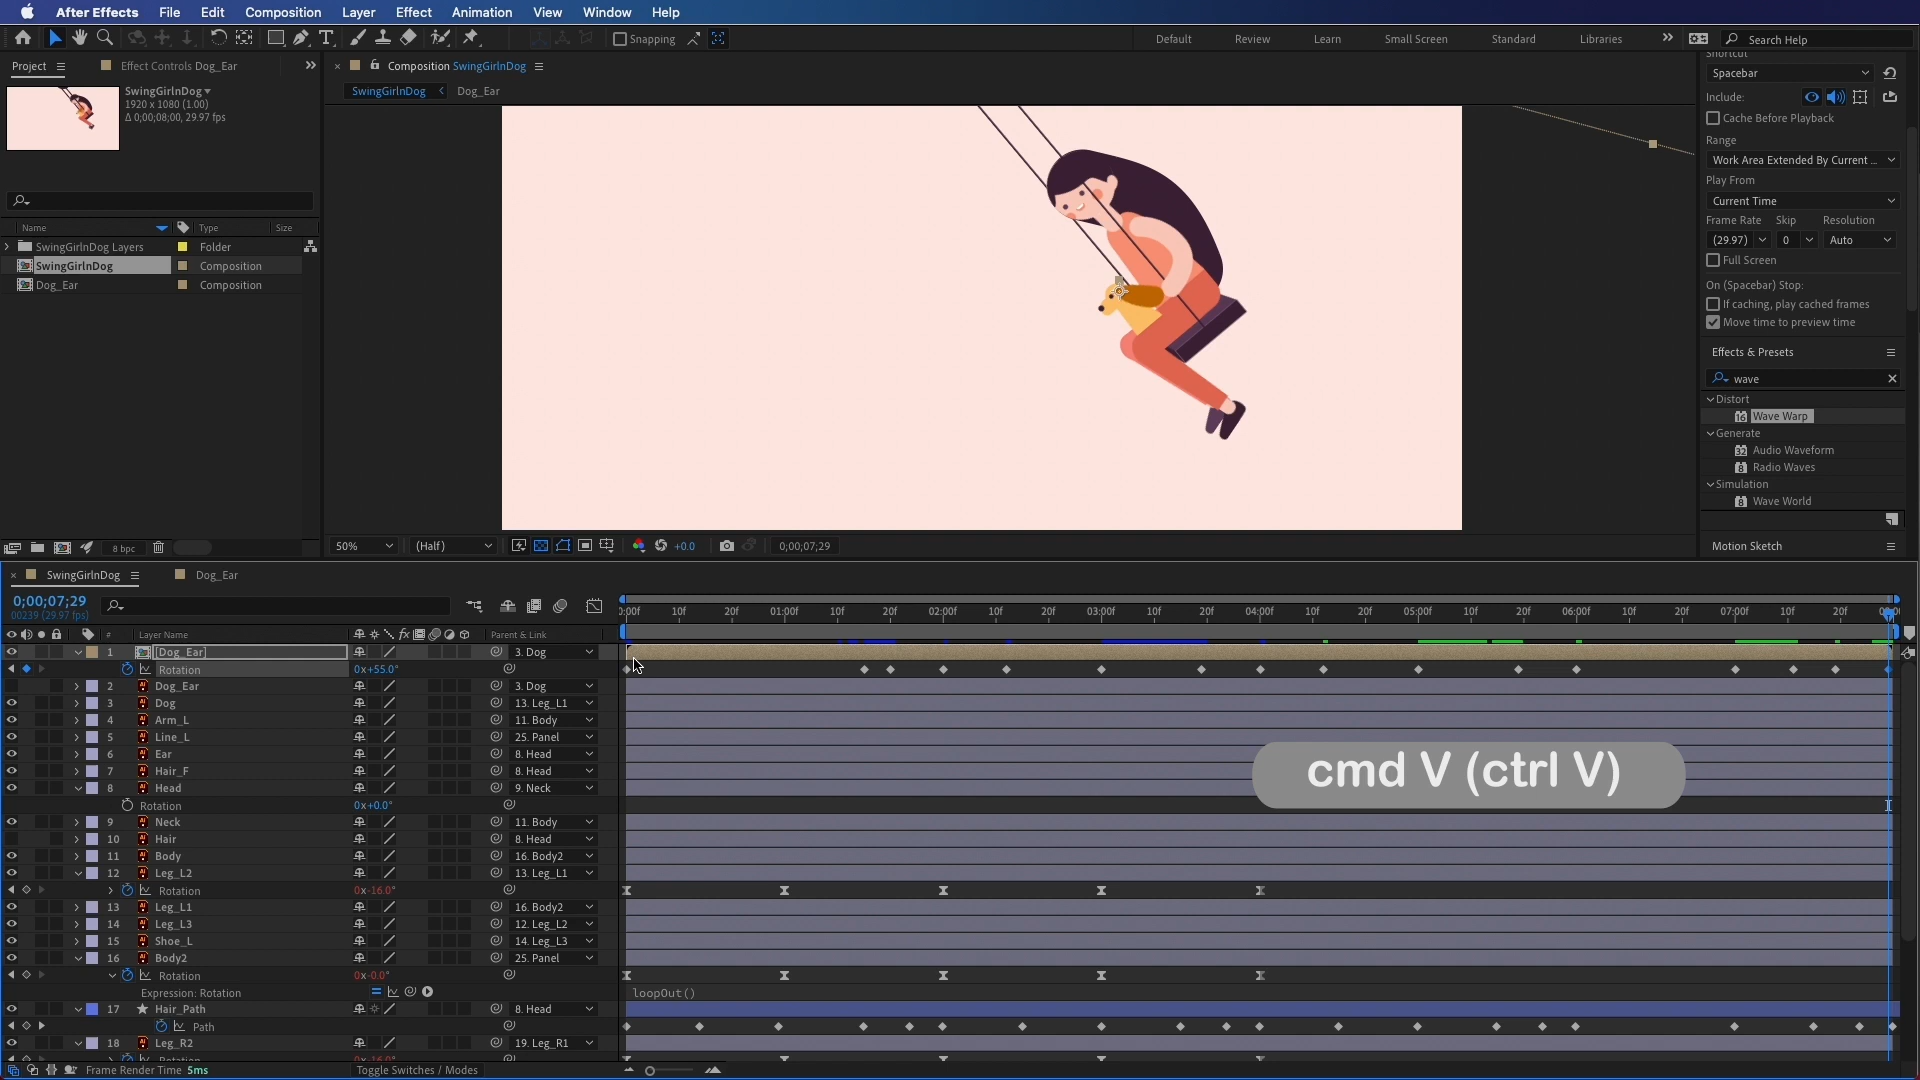 After Effects File Edit Composition Layer Effect Animation View Window Help
Snapping Default Review Learn Small Screen Standard Libraries Search Help
Project Effect Controls Dog_Ear
Composition SwingGirlnDog
SwingGirlnDog Dog_Ear
SwingGirlnDog
1920 x 1080 (1.00)
Δ 0;00;08;00, 29.97 fps
Name Type Size
SwingGirlnDog Layers Folder
SwingGirlnDog Composition
Dog_Ear Composition
8 bpc
50% (Half) +0.0 0;00;07;29
Shortcut
Spacebar
Include:
Cache Before Playback
Range
Work Area Extended By Current ...
Play From
Current Time
Frame Rate Skip Resolution
(29.97) 0 Auto
Full Screen
On (Spacebar) Stop:
If caching, play cached frames
Move time to preview time
Effects & Presets
wave
Distort
Wave Warp
Generate
Audio Waveform
Radio Waves
Simulation
Wave World
Motion Sketch
SwingGirlnDog Dog_Ear
0;00;07;29
00239 (29.97 fps)
0:00f 10f 20f 01:00f 10f 20f 02:00f 10f 20f 03:00f 10f 20f 04:00f 10f 20f 05:00f 10f 20f 06:00f 10f 20f 07:00f 10f 20f
# Layer Name fx Parent & Link
1 [Dog_Ear] 3. Dog
Rotation 0x+55.0°
2 Dog_Ear 3. Dog
3 Dog 13. Leg_L1
4 Arm_L 11. Body
5 Line_L 25. Panel
6 Ear 8. Head
7 Hair_F 8. Head
8 Head 9. Neck
Rotation 0x+0.0°
9 Neck 11. Body
10 Hair 8. Head
11 Body 16. Body2
12 Leg_L2 13. Leg_L1
Rotation 0x-16.0°
13 Leg_L1 16. Body2
14 Leg_L3 12. Leg_L2
15 Shoe_L 14. Leg_L3
16 Body2 25. Panel
Rotation 0x-0.0°
Expression: Rotation loopOut()
17 Hair_Path 8. Head
Path
18 Leg_R2 19. Leg_R1
Rotation 0x-16.0°
Frame Render Time 5ms Toggle Switches / Modes
cmd V (ctrl V)